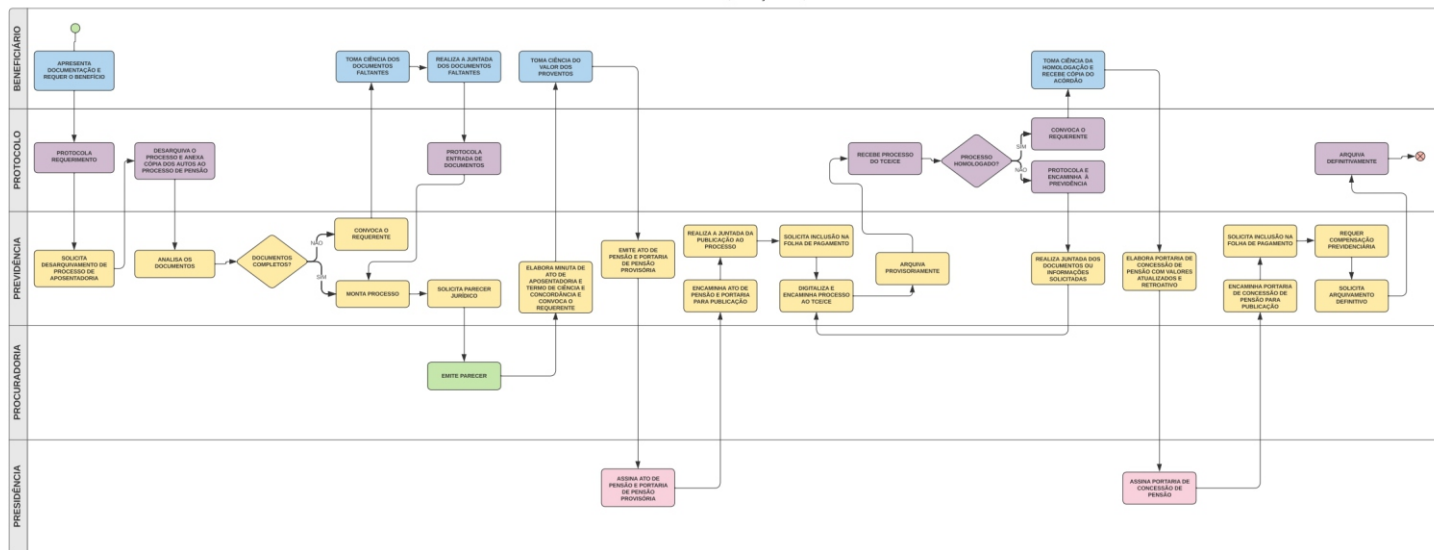 BENEFICIÁRIO
APRESENTA
DOCUMENTAÇÃO E
REQUER O BENEFÍCIO
TOMA CIÊNCIA DOS
DOCUMENTOS
FALTANTES
REALIZA A JUNTADA
DOS DOCUMENTOS
FALTANTES
TOMA CIÊNCIA DO
VALOR DOS
PROVENTOS
TOMA CIÊNCIA DA
HOMOLOGAÇÃO E
RECEBE CÓPIA DO
ACÓRDÃO
PROTOCOLO
PROTOCOLA
REQUERIMENTO
DESARQUIVA O
PROCESSO E ANEXA
CÓPIA DOS AUTOS AO
PROCESSO DE PENSÃO
PROTOCOLA
ENTRADA DE
DOCUMENTOS
RECEBE PROCESSO
DO TCE/CE
PROCESSO
HOMOLOGADO?
SIM
NÃO
CONVOCA O
REQUERENTE
PROTOCOLA E
ENCAMINHA À
PREVIDÊNCIA
ARQUIVA
DEFINITIVAMENTE
PREVIDÊNCIA
SOLICITA
DESARQUIVAMENTO DE
PROCESSO DE
APOSENTADORIA
ANALISA OS
DOCUMENTOS
DOCUMENTOS
COMPLETOS?
NÃO
SIM
CONVOCA O
REQUERENTE
MONTA PROCESSO
SOLICITA PARECER
JURÍDICO
ELABORA MINUTA DE
ATO DE
APOSENTADORIA E
TERMO DE CIÊNCIA E
CONCORDÂNCIA E
CONVOCA O
REQUERENTE
EMITE ATO DE
PENSÃO E PORTARIA
DE PENSÃO
PROVISÓRIA
REALIZA A JUNTADA DA
PUBLICAÇÃO AO
PROCESSO
ENCAMINHA ATO DE
PENSÃO E PORTARIA
PARA PUBLICAÇÃO
SOLICITA INCLUSÃO NA
FOLHA DE PAGAMENTO
DIGITALIZA E
ENCAMINHA PROCESSO
AO TCE/CE
ARQUIVA
PROVISORIAMENTE
REALIZA JUNTADA DOS
DOCUMENTOS OU
INFORMAÇÕES
SOLICITADAS
ELABORA PORTARIA DE
CONCESSÃO DE
PENSÃO COM VALORES
ATUALIZADOS E
RETROATIVO
SOLICITA INCLUSÃO NA
FOLHA DE PAGAMENTO
ENCAMINHA PORTARIA
DE CONCESSÃO DE
PENSÃO PARA
PUBLICAÇÃO
REQUER
COMPENSAÇÃO
PREVIDENCIÁRIA
SOLICITA
ARQUIVAMENTO
DEFINITIVO
PROCURADORIA
EMITE PARECER
PRESIDÊNCIA
ASSINA ATO DE
PENSÃO E PORTARIA
DE PENSÃO
PROVISÓRIA
ASSINA PORTARIA DE
CONCESSÃO DE
PENSÃO